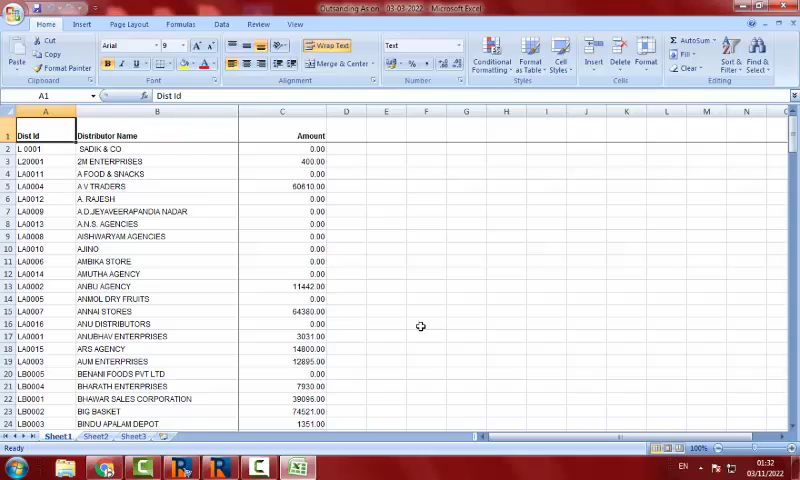 Outsanding As on - 03-03-2022 - Microsoft Excel
Home Insert Page Layout Formulas Data Review View
Cut
Copy
Format Painter
Paste
Clipboard
Arial 9
B I U
Font
Wrap Text
Merge & Center
Alignment
Text
% ,
Number
Conditional Formatting
Format as Table
Cell Styles
Styles
Insert Delete Format
Cells
AutoSum
Fill
Clear
Sort & Filter
Find & Select
Editing
A1 Dist Id
A B C D E F G H I J K L M N
1 Dist Id Distributor Name Amount
2 L 0001 SADIK & CO 0.00
3 L20001 2M ENTERPRISES 400.00
4 LA0011 A FOOD & SNACKS 0.00
5 LA0004 A V TRADERS 60610.00
6 LA0012 A. RAJESH 0.00
7 LA0009 A.D.JEYAVEERAPANDIA NADAR 0.00
8 LA0013 A.N.S. AGENCIES 0.00
9 LA0008 AISHWARYAM AGENCIES 0.00
10 LA0010 AJINO 0.00
11 LA0006 AMBIKA STORE 0.00
12 LA0014 AMUTHA AGENCY 0.00
13 LA0002 ANBU AGENCY 11442.00
14 LA0005 ANMOL DRY FRUITS 0.00
15 LA0007 ANNAI STORES 64380.00
16 LA0016 ANU DISTRIBUTORS 0.00
17 LA0001 ANUBHAV ENTERPRISES 3031.00
18 LA0015 ARS AGENCY 14800.00
19 LA0003 AUM ENTERPRISES 12895.00
20 LB0005 BENANI FOODS PVT LTD 0.00
21 LB0004 BHARATH ENTERPRISES 7930.00
22 LB0001 BHAWAR SALES CORPORATION 39096.00
23 LB0002 BIG BASKET 74521.00
24 LB0003 BINDU APALAM DEPOT 1351.00
Sheet1 Sheet2 Sheet3
Ready 100%
EN 01:32
03/11/2022